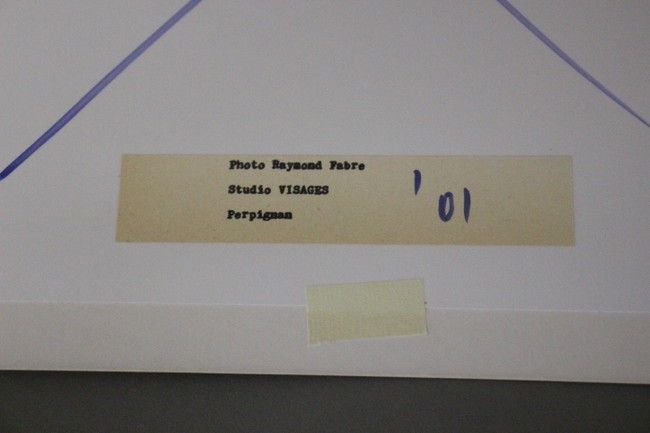 Photo Raymond Fabre
Studio VISAGES
Perpignan
'01